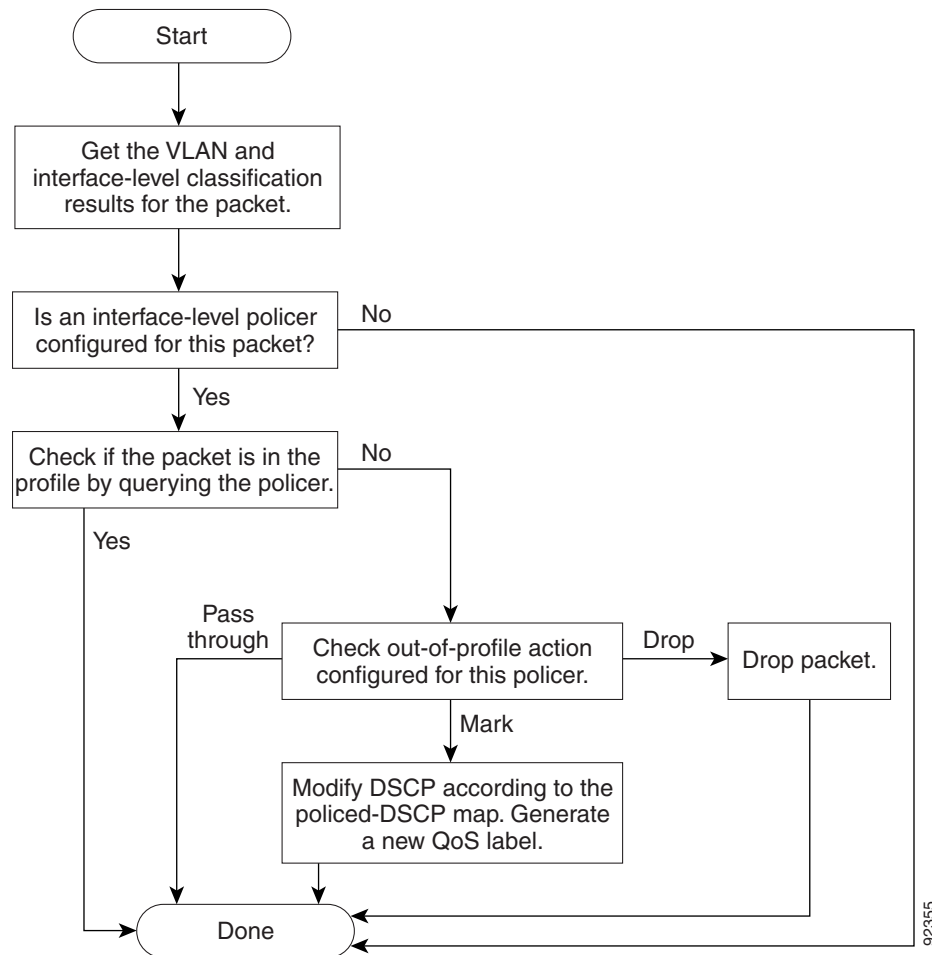 Start
Get the VLAN and
interface-level classification
results for the packet.
Is an interface-level policer
configured for this packet?
No
Yes
Check if the packet is in the
profile by querying the policer.
No
Yes
Pass
through
Check out-of-profile action
configured for this policer.
Drop
Drop packet.
Mark
Modify DSCP according to the
policed-DSCP map. Generate
a new QoS label.
Done
92355